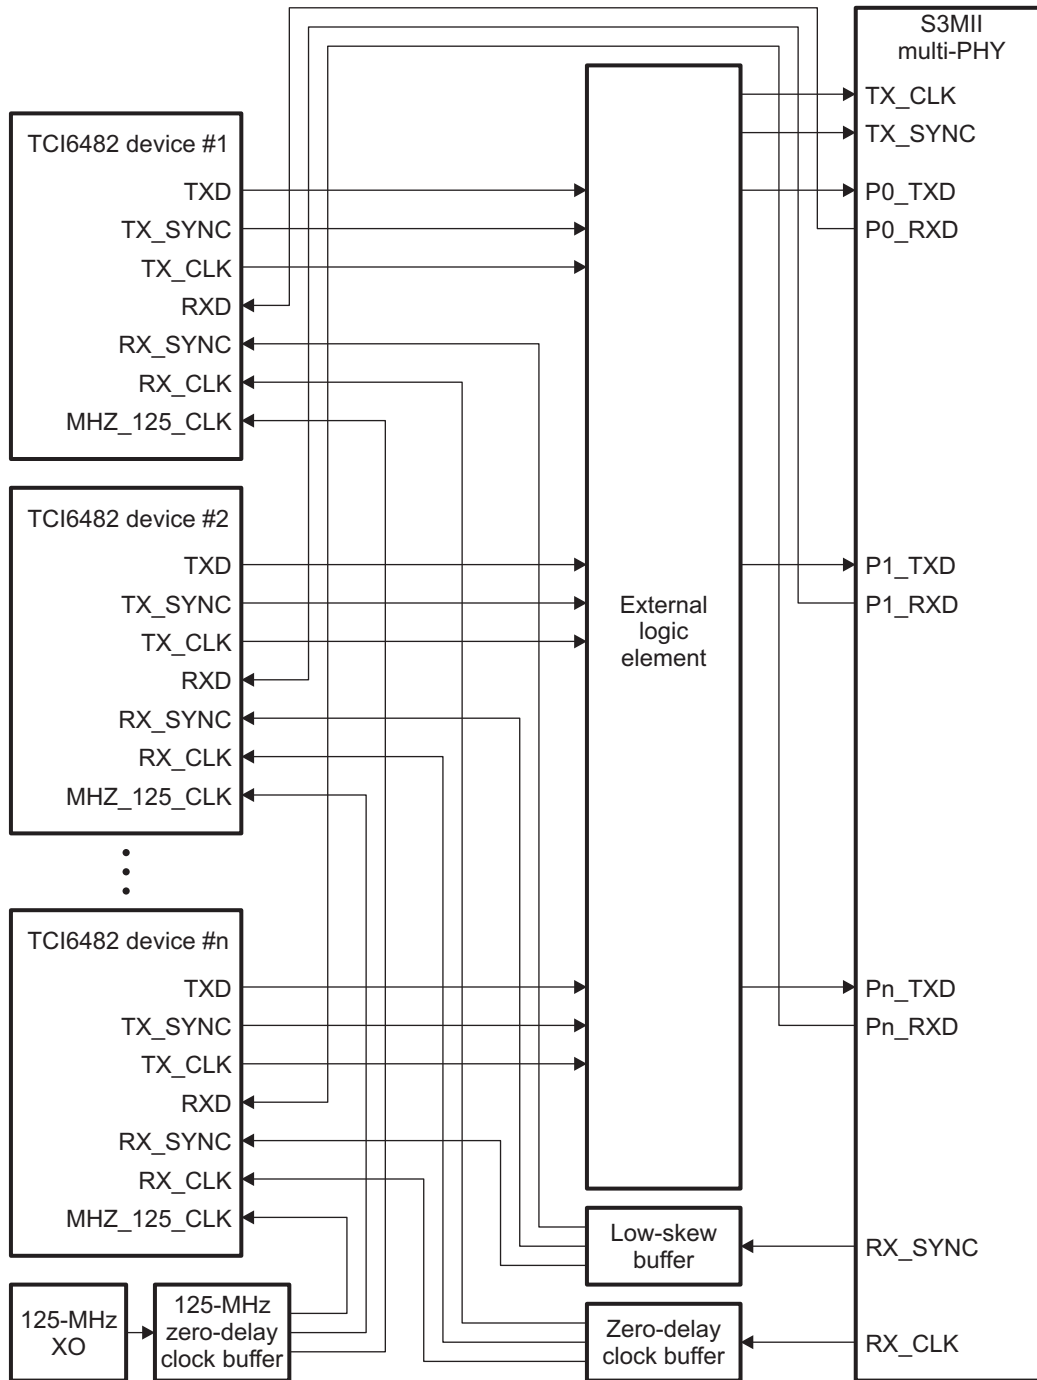 S3MII
multi-PHY
TX_CLK
TX_SYNC
P0_TXD
P0_RXD
P1_TXD
P1_RXD
Pn_TXD
Pn_RXD
RX_SYNC
RX_CLK
TCI6482 device #1
TXD
TX_SYNC
TX_CLK
RXD
RX_SYNC
RX_CLK
MHZ_125_CLK
TCI6482 device #2
TXD
TX_SYNC
TX_CLK
RXD
RX_SYNC
RX_CLK
MHZ_125_CLK
TCI6482 device #n
TXD
TX_SYNC
TX_CLK
RXD
RX_SYNC
RX_CLK
MHZ_125_CLK
External
logic
element
Low-skew
buffer
Zero-delay
clock buffer
125-MHz
XO
125-MHz
zero-delay
clock buffer